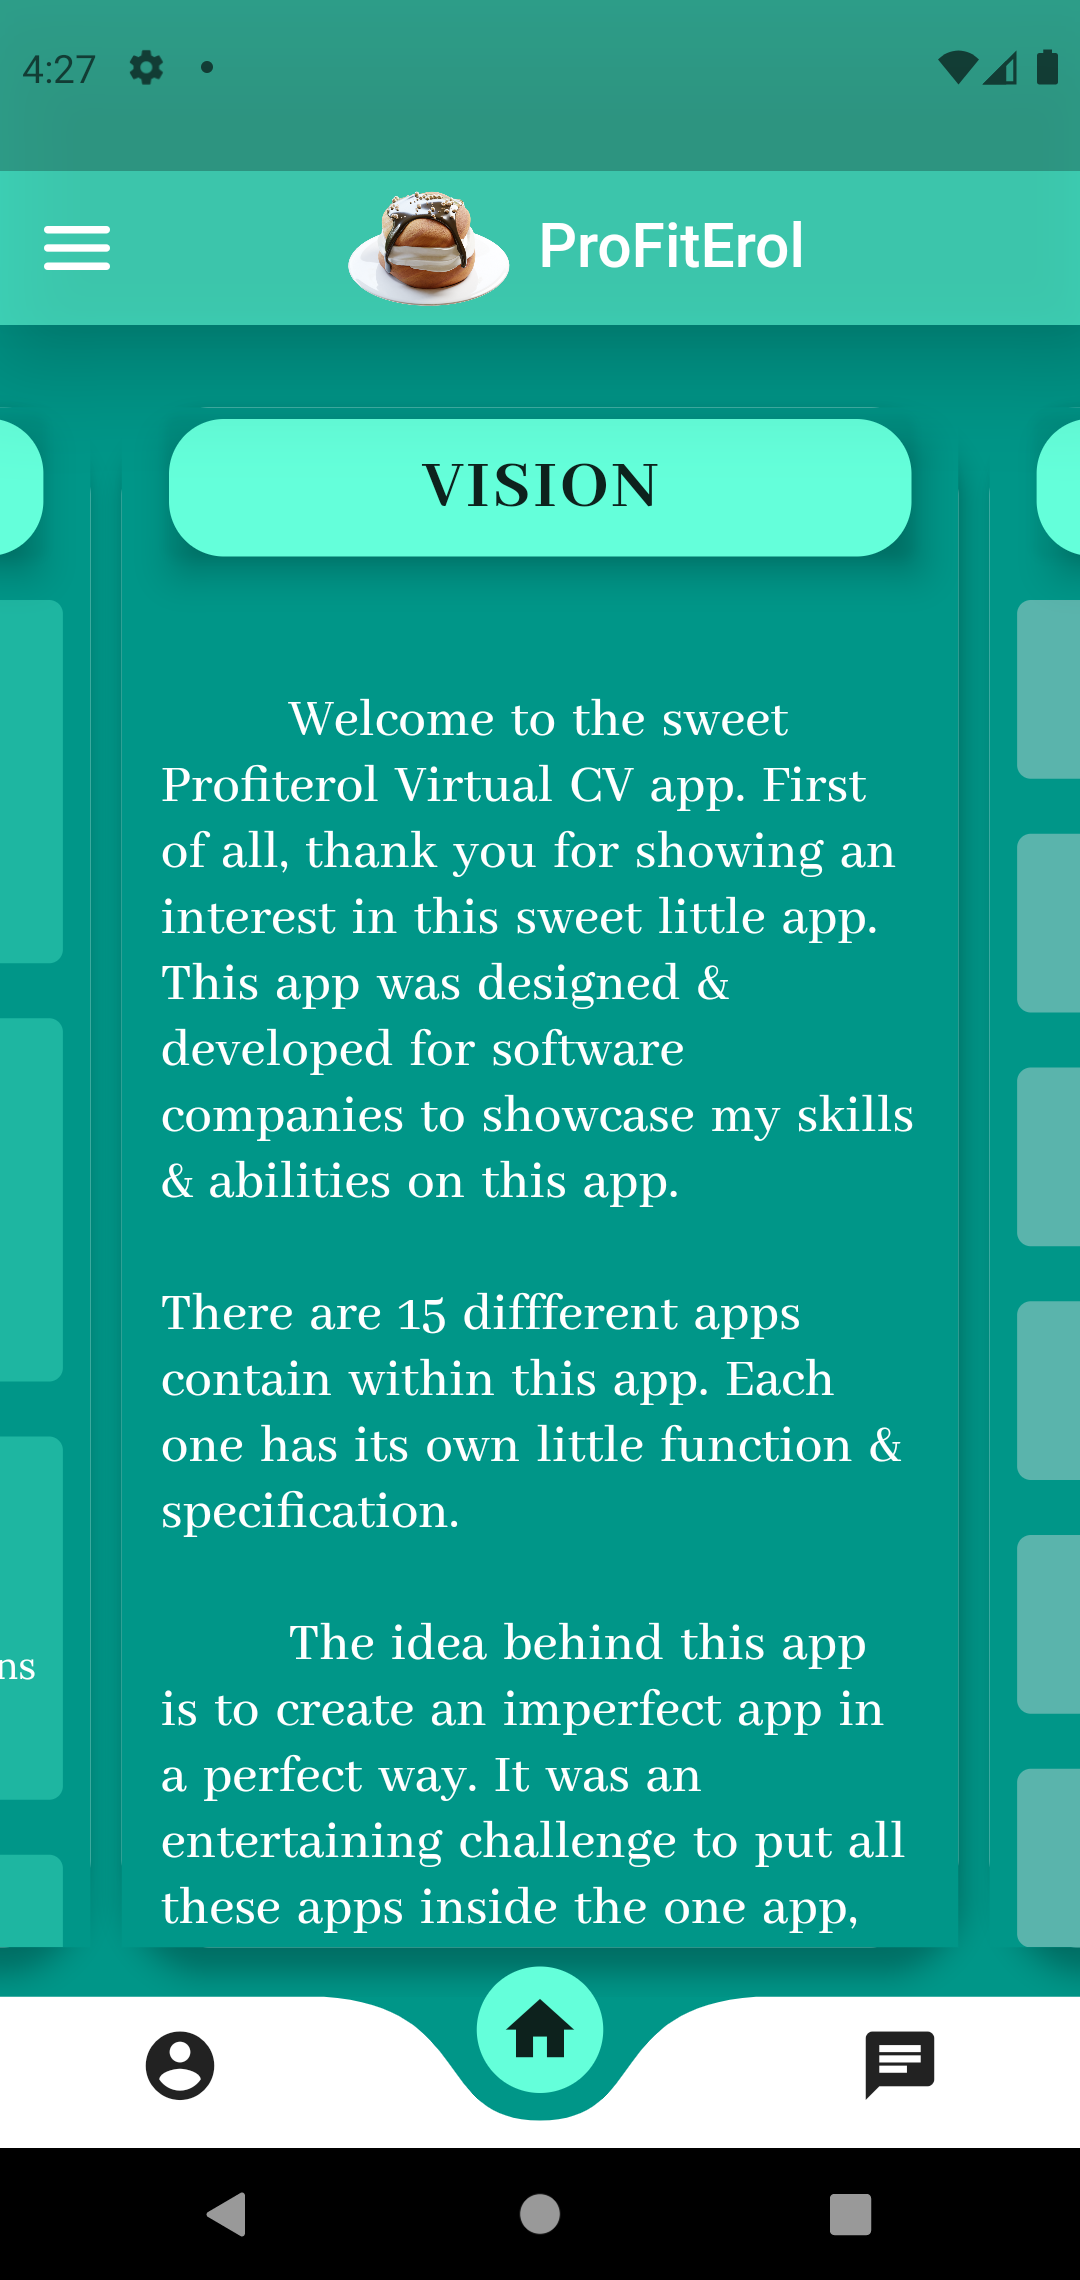 4:27
ProFitErol
VISION
Welcome to the sweet
Profiterol Virtual CV app. First
of all, thank you for showing an
interest in this sweet little app.
This app was designed &
developed for software
companies to showcase my skills
& abilities on this app.
There are 15 diffferent apps
contain within this app. Each
one has its own little function &
specification.
The idea behind this app
is to create an imperfect app in
a perfect way. It was an
entertaining challenge to put all
these apps inside the one app,
ns